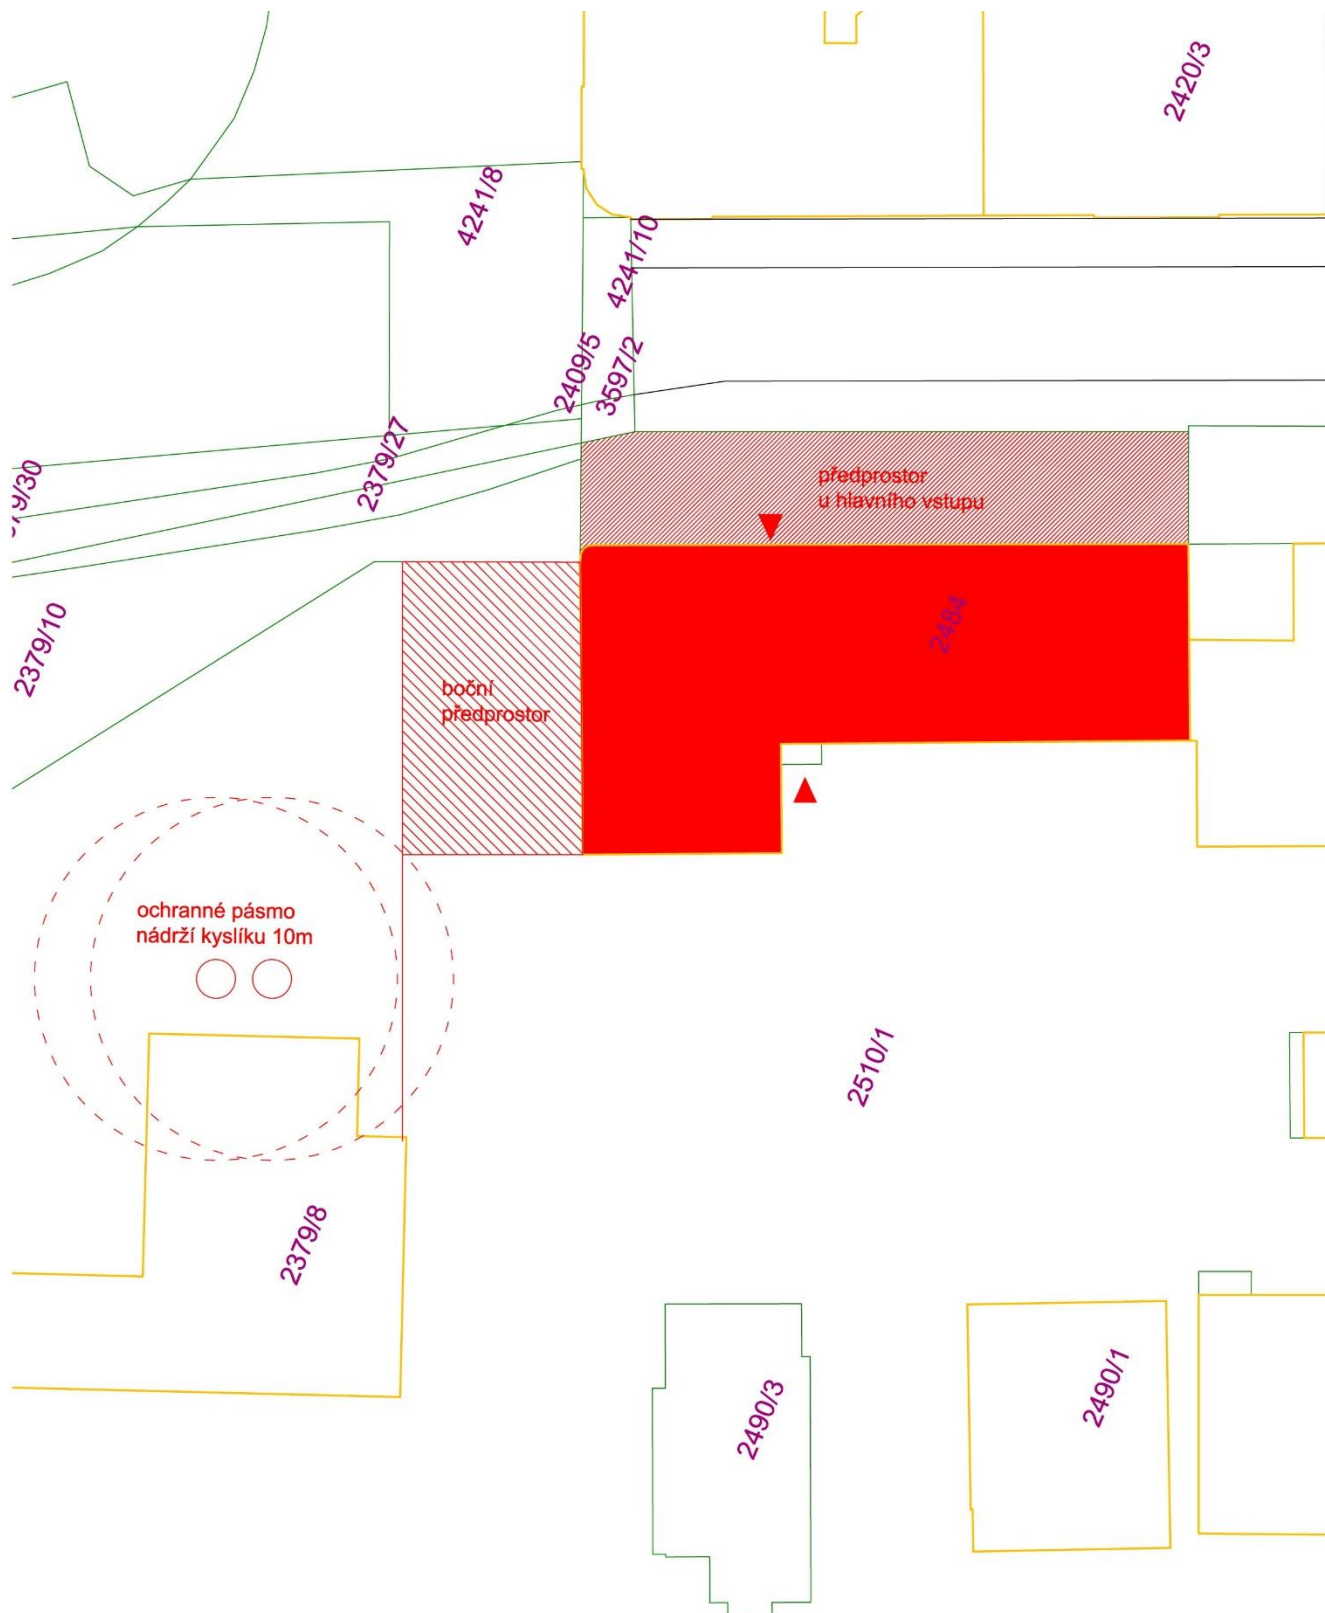 2420/3
4241/8
4241/10
2409/5
3597/2
2379/27
předprostor
u hlavního vstupu
2484
2379/10
boční
předprostor
ochranné pásmo
nádrží kyslíku 10m
2510/1
2379/8
2490/3
2490/1